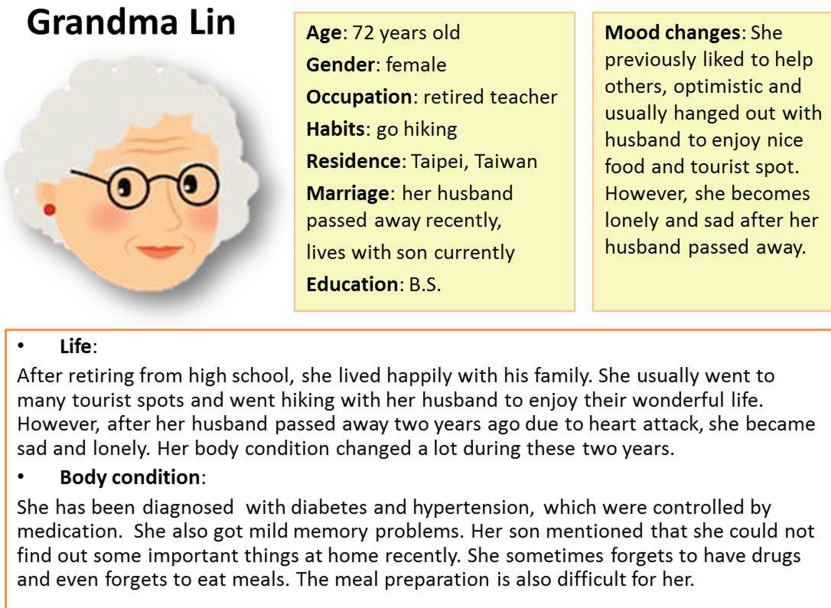 Grandma Lin
Age: 72 years old
Gender: female
Occupation: retired teacher
Habits: go hiking
Residence: Taipei, Taiwan
Marriage: her husband
passed away recently,
lives with son currently
Education: B.S.
Mood changes: She
previously liked to help
others, optimistic and
usually hanged out with
husband to enjoy nice
food and tourist spot.
However, she becomes
lonely and sad after her
husband passed away.
• Life:
After retiring from high school, she lived happily with his family. She usually went to
many tourist spots and went hiking with her husband to enjoy their wonderful life.
However, after her husband passed away two years ago due to heart attack, she became
sad and lonely. Her body condition changed a lot during these two years.
• Body condition:
She has been diagnosed with diabetes and hypertension, which were controlled by
medication. She also got mild memory problems. Her son mentioned that she could not
find out some important things at home recently. She sometimes forgets to have drugs
and even forgets to eat meals. The meal preparation is also difficult for her.